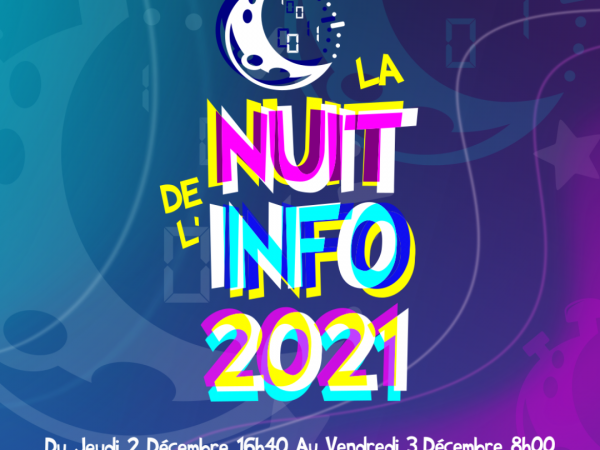 LA
NUIT
DE
L'
INFO
2021
Du Jeudi 2 Décembre 16h40 Au Vendredi 3 Décembre 8h00